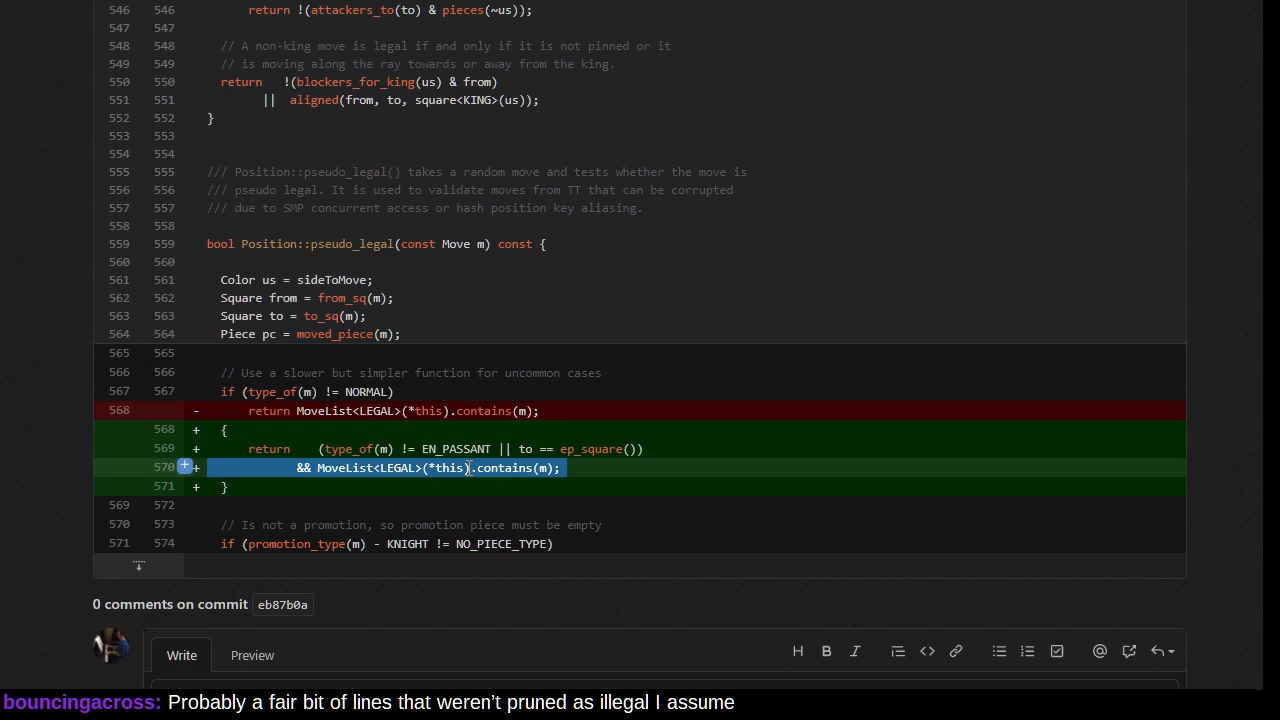 546 546 return !(attackers_to(to) & pieces(~us));
547 547
548 548 // A non-king move is legal if and only if it is not pinned or it
549 549 // is moving along the ray towards or away from the king.
550 550 return !(blockers_for_king(us) & from)
551 551 || aligned(from, to, square<KING>(us));
552 552 }
553 553
554 554
555 555 /// Position::pseudo_legal() takes a random move and tests whether the move is
556 556 /// pseudo legal. It is used to validate moves from TT that can be corrupted
557 557 /// due to SMP concurrent access or hash position key aliasing.
558 558
559 559 bool Position::pseudo_legal(const Move m) const {
560 560
561 561 Color us = sideToMove;
562 562 Square from = from_sq(m);
563 563 Square to = to_sq(m);
564 564 Piece pc = moved_piece(m);
565 565
566 566 // Use a slower but simpler function for uncommon cases
567 567 if (type_of(m) != NORMAL)
568 - return MoveList<LEGAL>(*this).contains(m);
568 + {
569 + return (type_of(m) != EN_PASSANT || to == ep_square())
570 + && MoveList<LEGAL>(*this).contains(m);
571 + }
569 572
570 573 // Is not a promotion, so promotion piece must be empty
571 574 if (promotion_type(m) - KNIGHT != NO_PIECE_TYPE)
0 comments on commit eb87b0a
Write Preview
bouncingacross: Probably a fair bit of lines that weren't pruned as illegal I assume